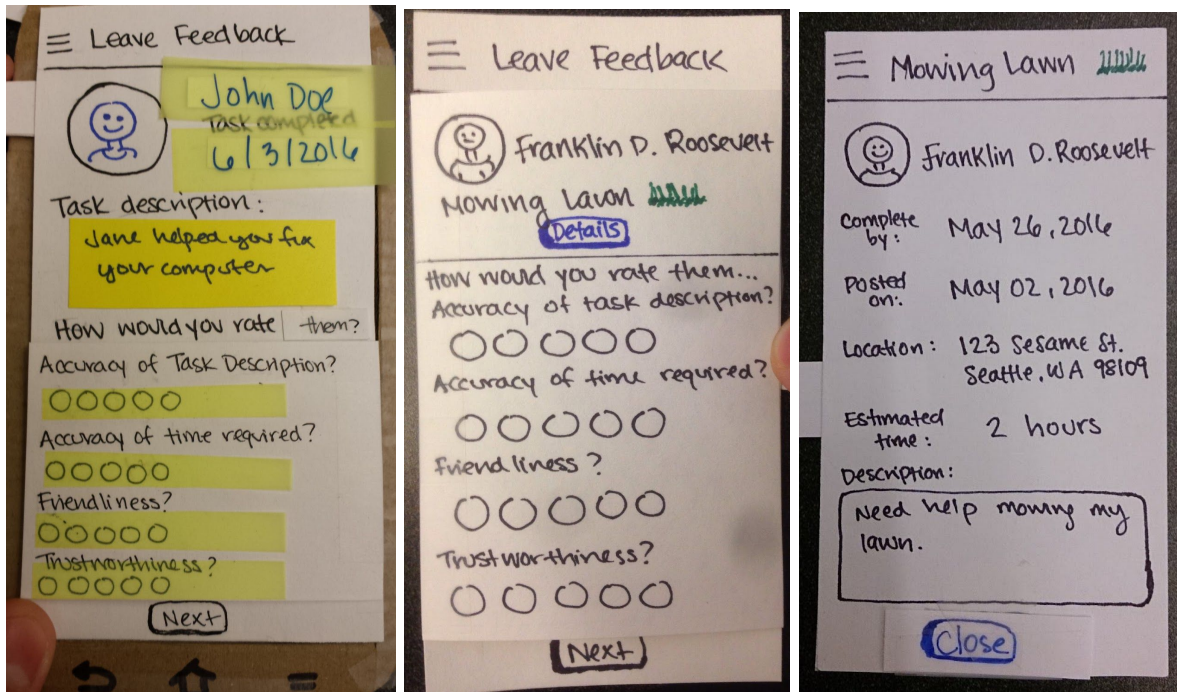 Leave Feedback
John Doe
Task completed
6/3/2016
Task description:
Jane helped you fix
your computer
How would you rate them?
Accuracy of Task Description?
Accuracy of time required?
Friendliness?
Trustworthiness?
Next
Leave Feedback
Franklin D. Roosevelt
Mowing Lawn
Details
How would you rate them...
Accuracy of task description?
Accuracy of time required?
Friendliness?
Trustworthiness?
Next
Mowing Lawn
Franklin D. Roosevelt
Complete
by:
May 26, 2016
Posted
on:
May 02, 2016
Location:
123 Sesame St.
Seattle, WA 98109
Estimated
time:
2 hours
Description:
Need help mowing my
lawn.
Close